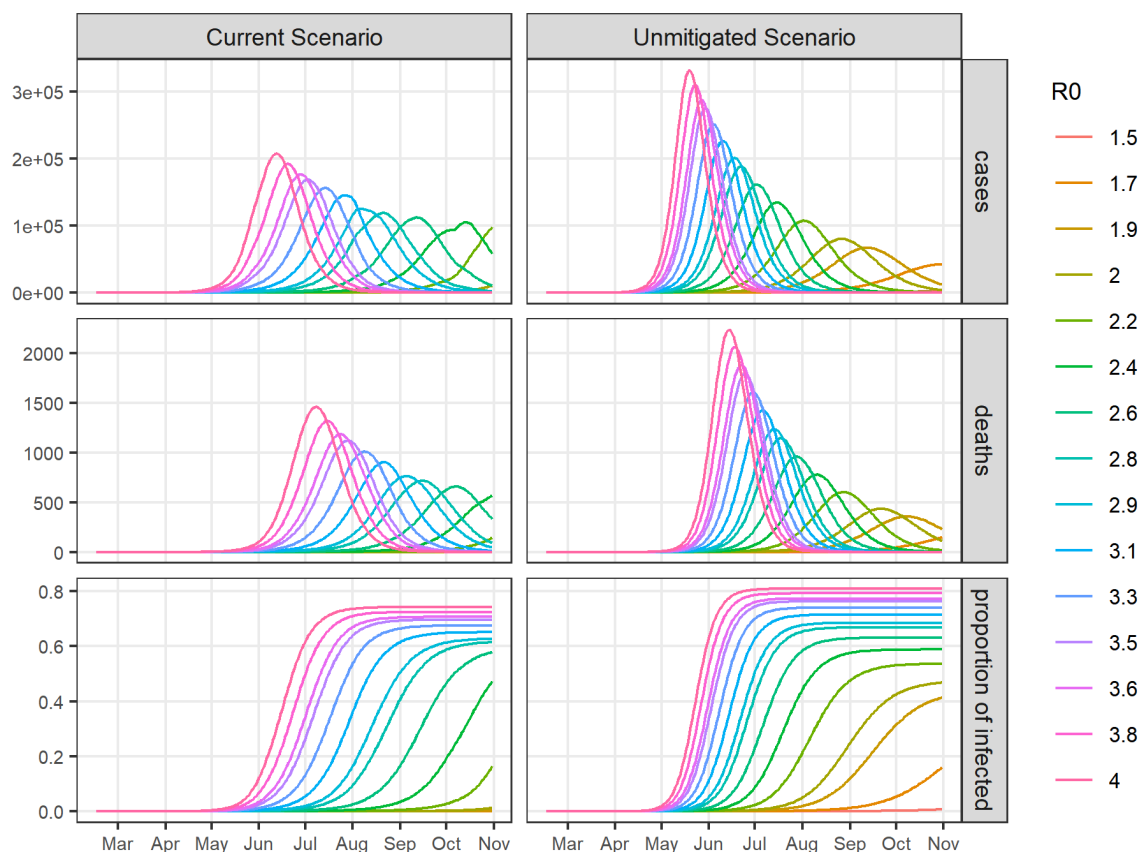 Current Scenario
Unmitigated Scenario
3e+05
2e+05
1e+05
0e+00
cases
2000
1500
1000
500
0
deaths
0.8
0.6
0.4
0.2
0.0
proportion of infected
Mar Apr May Jun Jul Aug Sep Oct Nov
Mar Apr May Jun Jul Aug Sep Oct Nov
R0
1.5
1.7
1.9
2
2.2
2.4
2.6
2.8
2.9
3.1
3.3
3.5
3.6
3.8
4